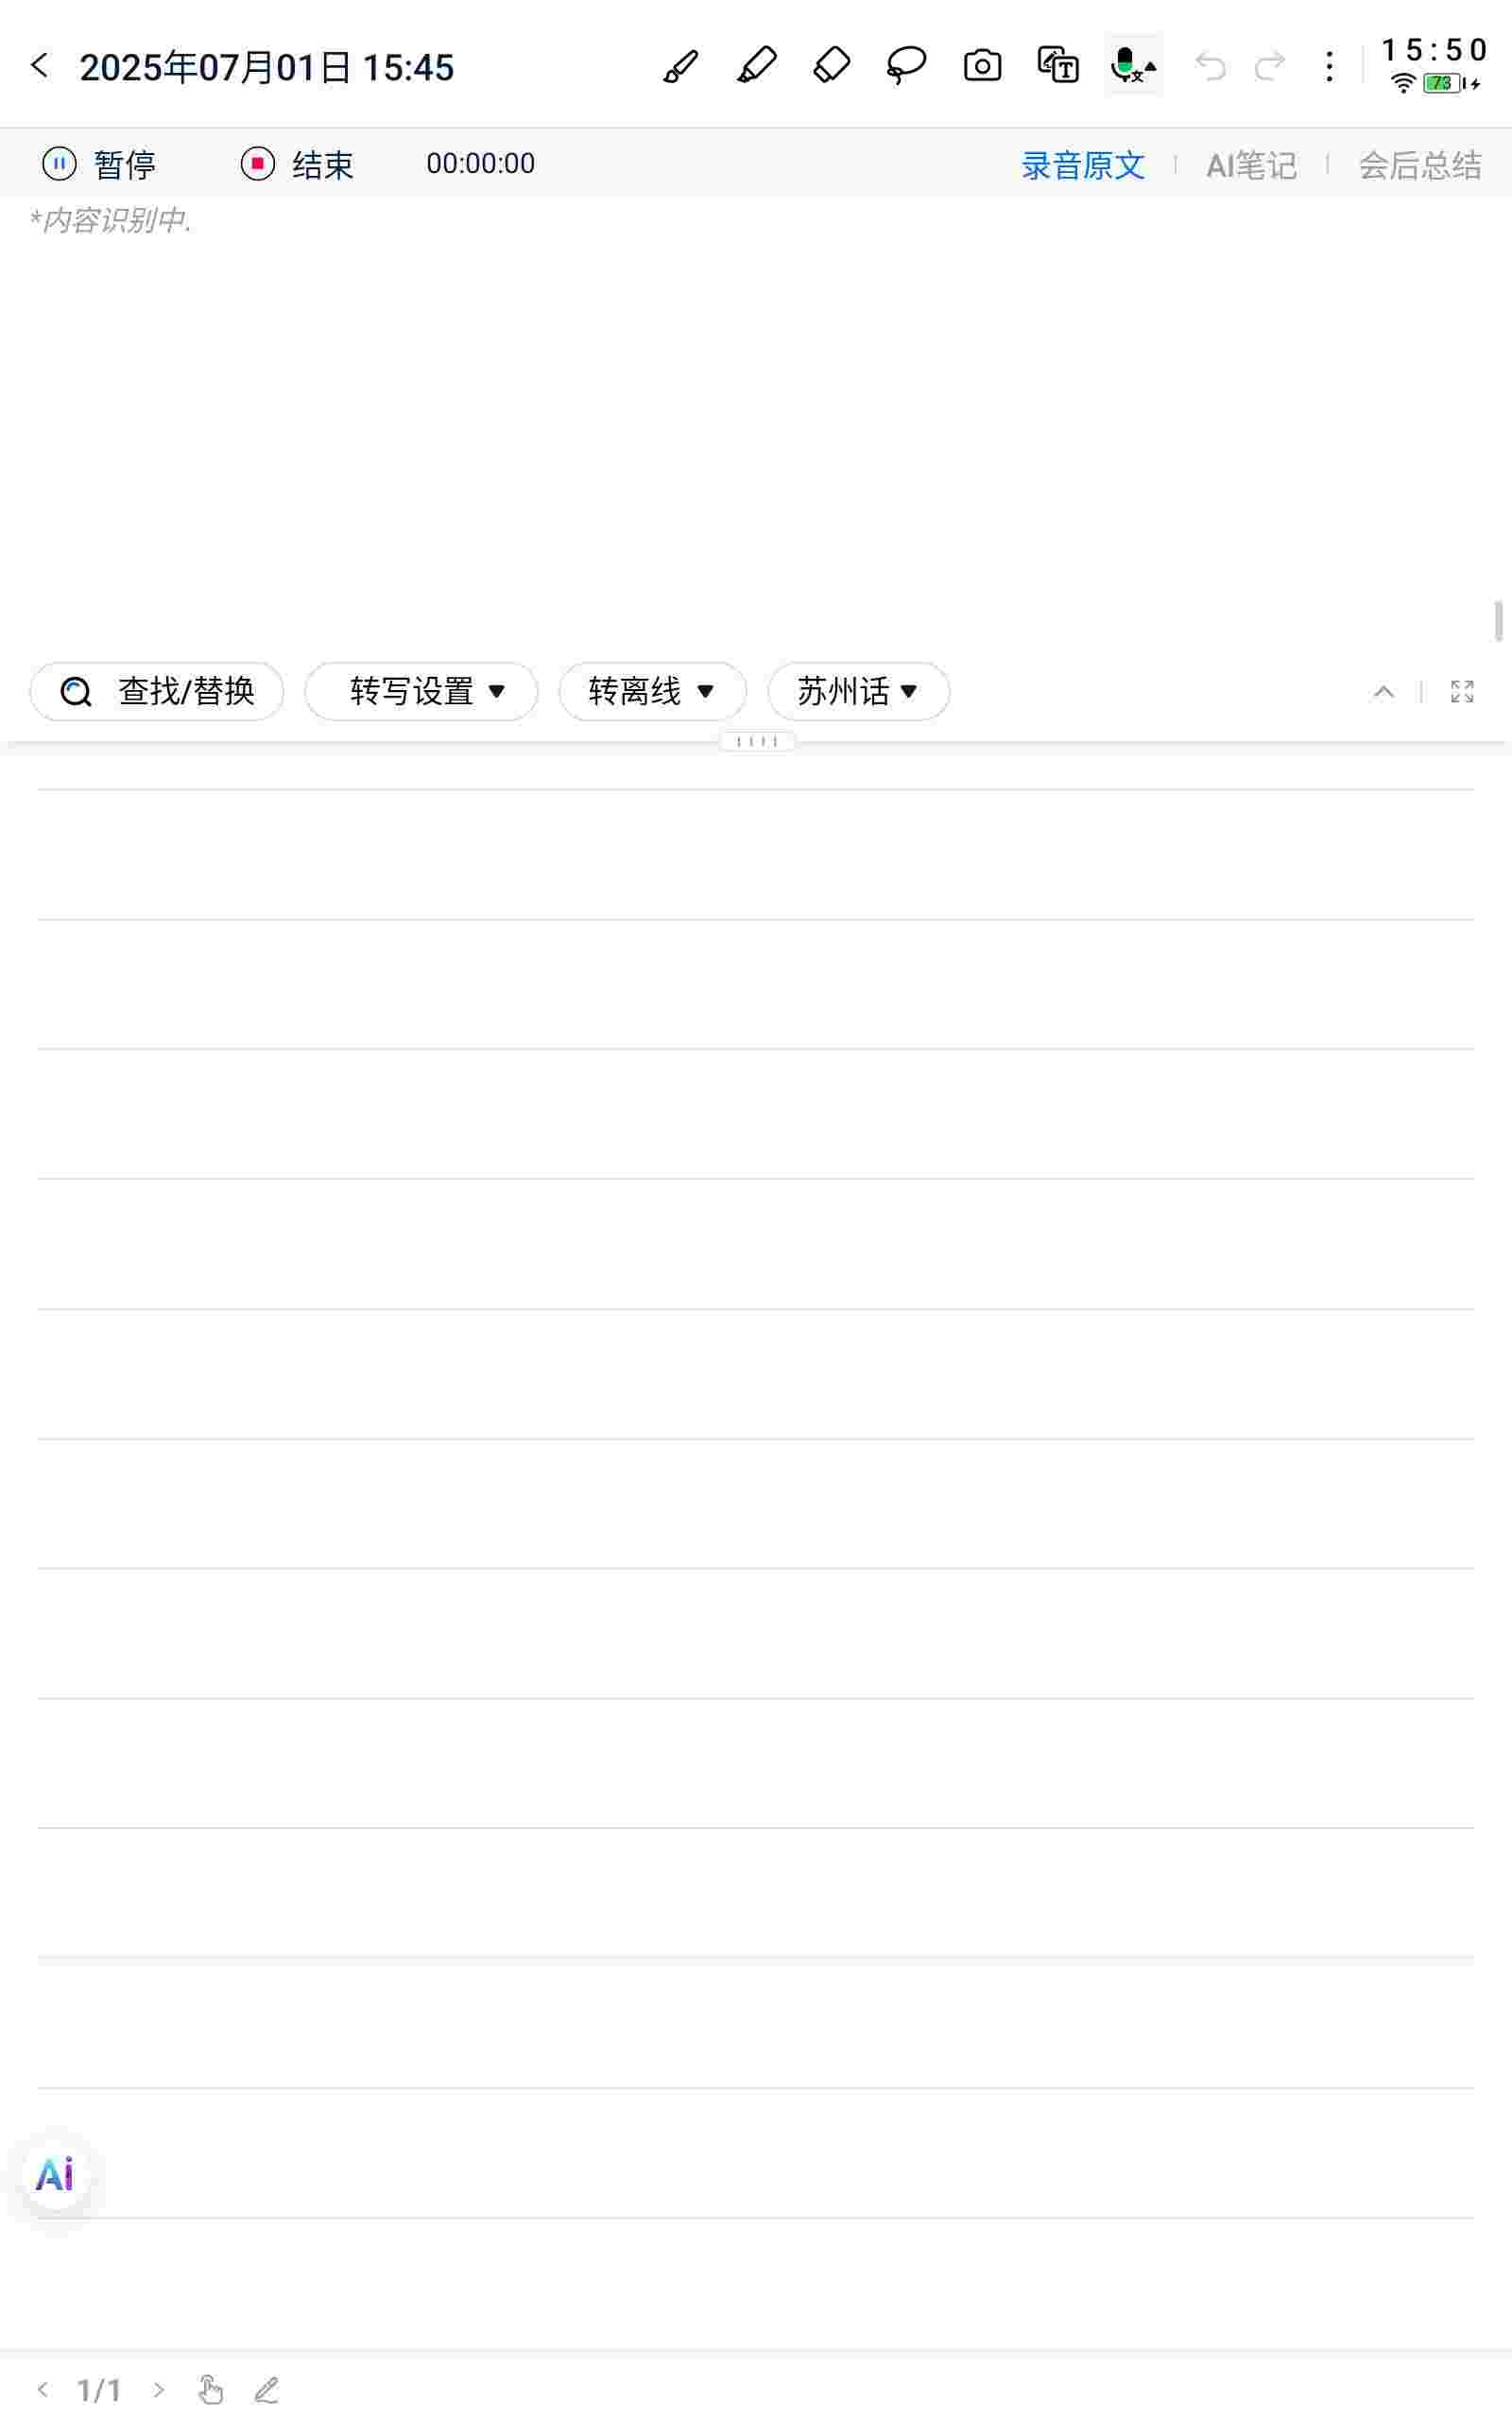 2025年07月01日 15:45
15:50
73
暂停 结束 00:00:00 录音原文 AI笔记 会后总结
*内容识别中.
查找/替换 转写设置 转离线 苏州话
Ai
1/1